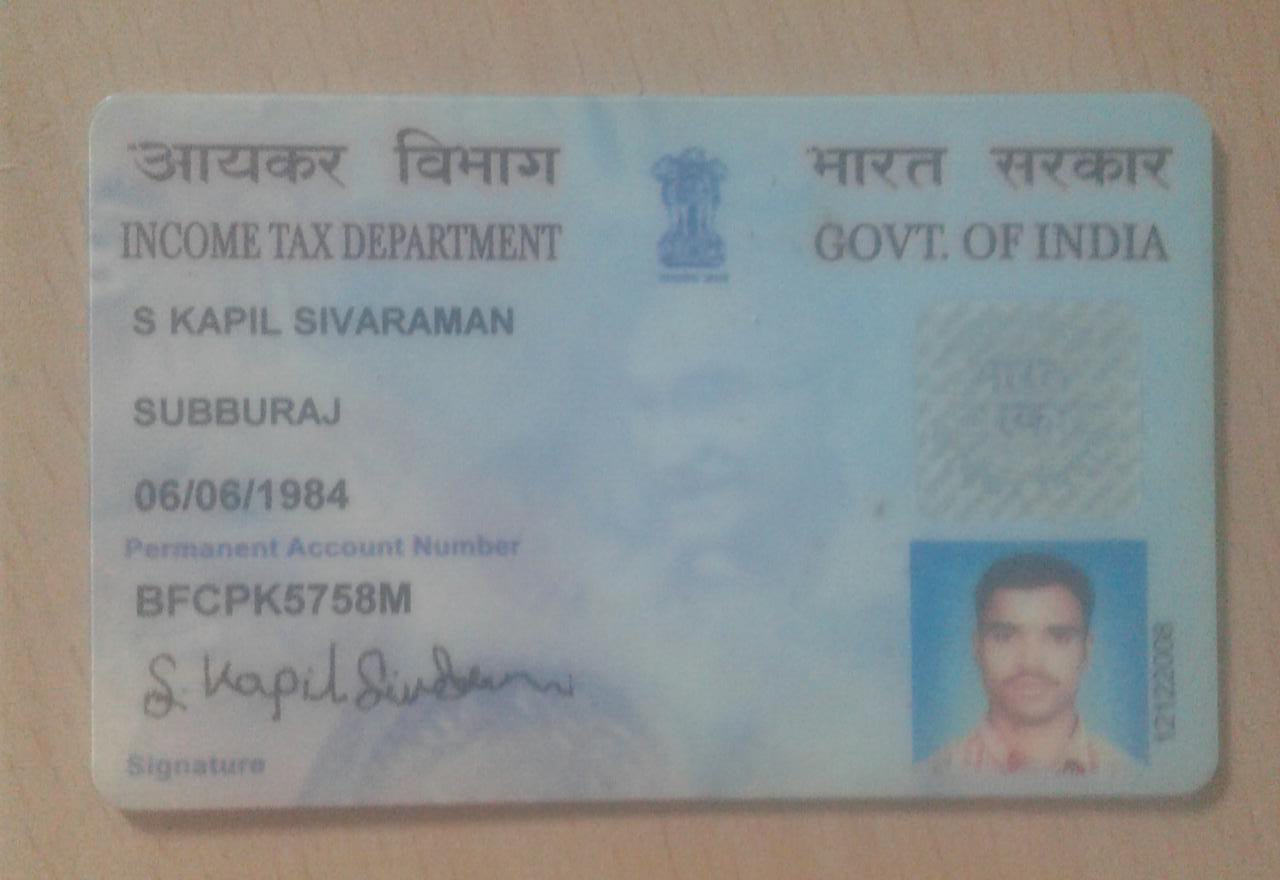 आयकर विभाग
भारत सरकार
INCOME TAX DEPARTMENT
GOVT. OF INDIA
S KAPIL SIVARAMAN
SUBBURAJ
06/06/1984
Permanent Account Number
BFCPK5758M
S. Kapil
Signature
भारत
12122008